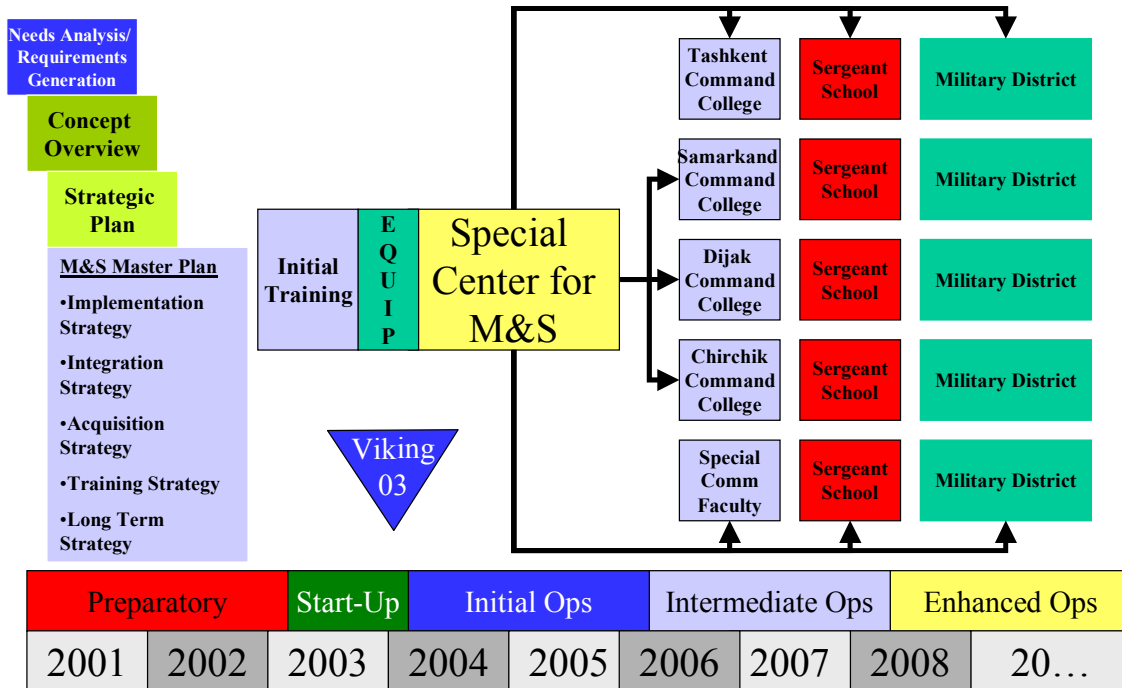 Needs Analysis/
Requirements
Generation
Concept
Overview
Strategic
Plan
M&S Master Plan
•Implementation
Strategy
•Integration
Strategy
•Acquisition
Strategy
•Training Strategy
•Long Term
Strategy
Initial
Training
E
Q
U
I
P
Special
Center for
M&S
Viking
03
Tashkent
Command
College
Sergeant
School
Military District
Samarkand
Command
College
Sergeant
School
Military District
Dijak
Command
College
Sergeant
School
Military District
Chirchik
Command
College
Sergeant
School
Military District
Special
Comm
Faculty
Sergeant
School
Military District
Preparatory
Start-Up
Initial Ops
Intermediate Ops
Enhanced Ops
2001
2002
2003
2004
2005
2006
2007
2008
20…